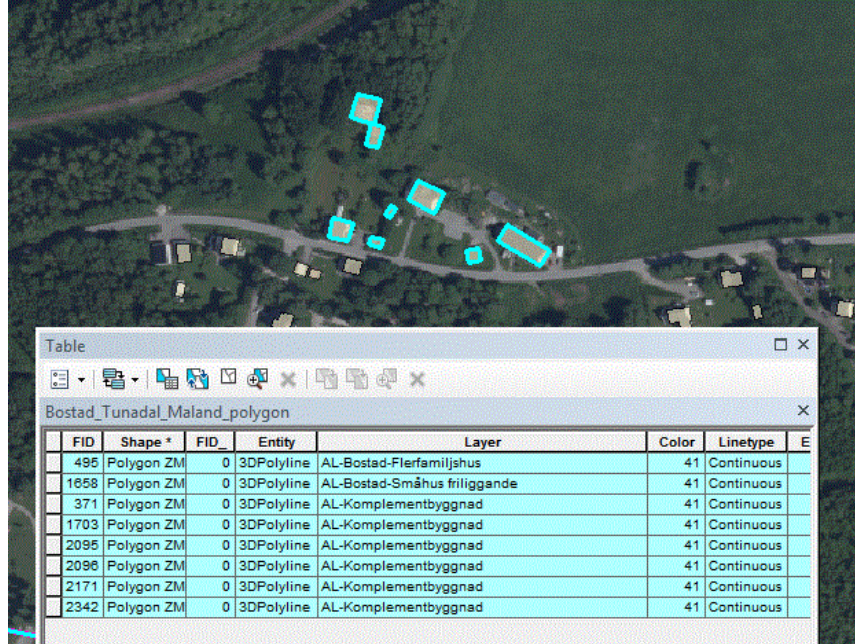 Table
Bostad_Tunadal_Maland_polygon
FID Shape * FID_ Entity Layer Color Linetype E
495 Polygon ZM 0 3DPolyline AL-Bostad-Flerfamiljshus 41 Continuous
1658 Polygon ZM 0 3DPolyline AL-Bostad-Småhus friliggande 41 Continuous
371 Polygon ZM 0 3DPolyline AL-Komplementbyggnad 41 Continuous
1703 Polygon ZM 0 3DPolyline AL-Komplementbyggnad 41 Continuous
2095 Polygon ZM 0 3DPolyline AL-Komplementbyggnad 41 Continuous
2096 Polygon ZM 0 3DPolyline AL-Komplementbyggnad 41 Continuous
2171 Polygon ZM 0 3DPolyline AL-Komplementbyggnad 41 Continuous
2342 Polygon ZM 0 3DPolyline AL-Komplementbyggnad 41 Continuous